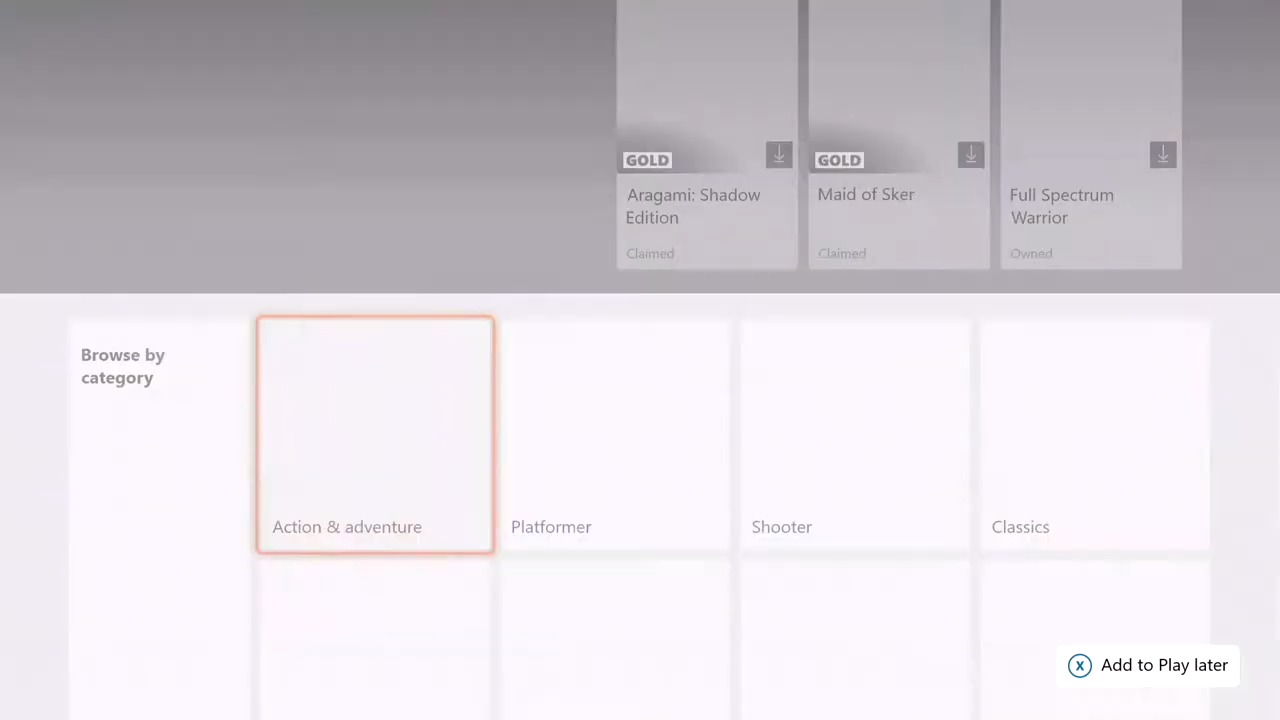 GOLD
Aragami: Shadow
Edition
Claimed
GOLD
Maid of Sker
Claimed
Full Spectrum
Warrior
Owned
Browse by
category
Action & adventure
Platformer
Shooter
Classics
X Add to Play later